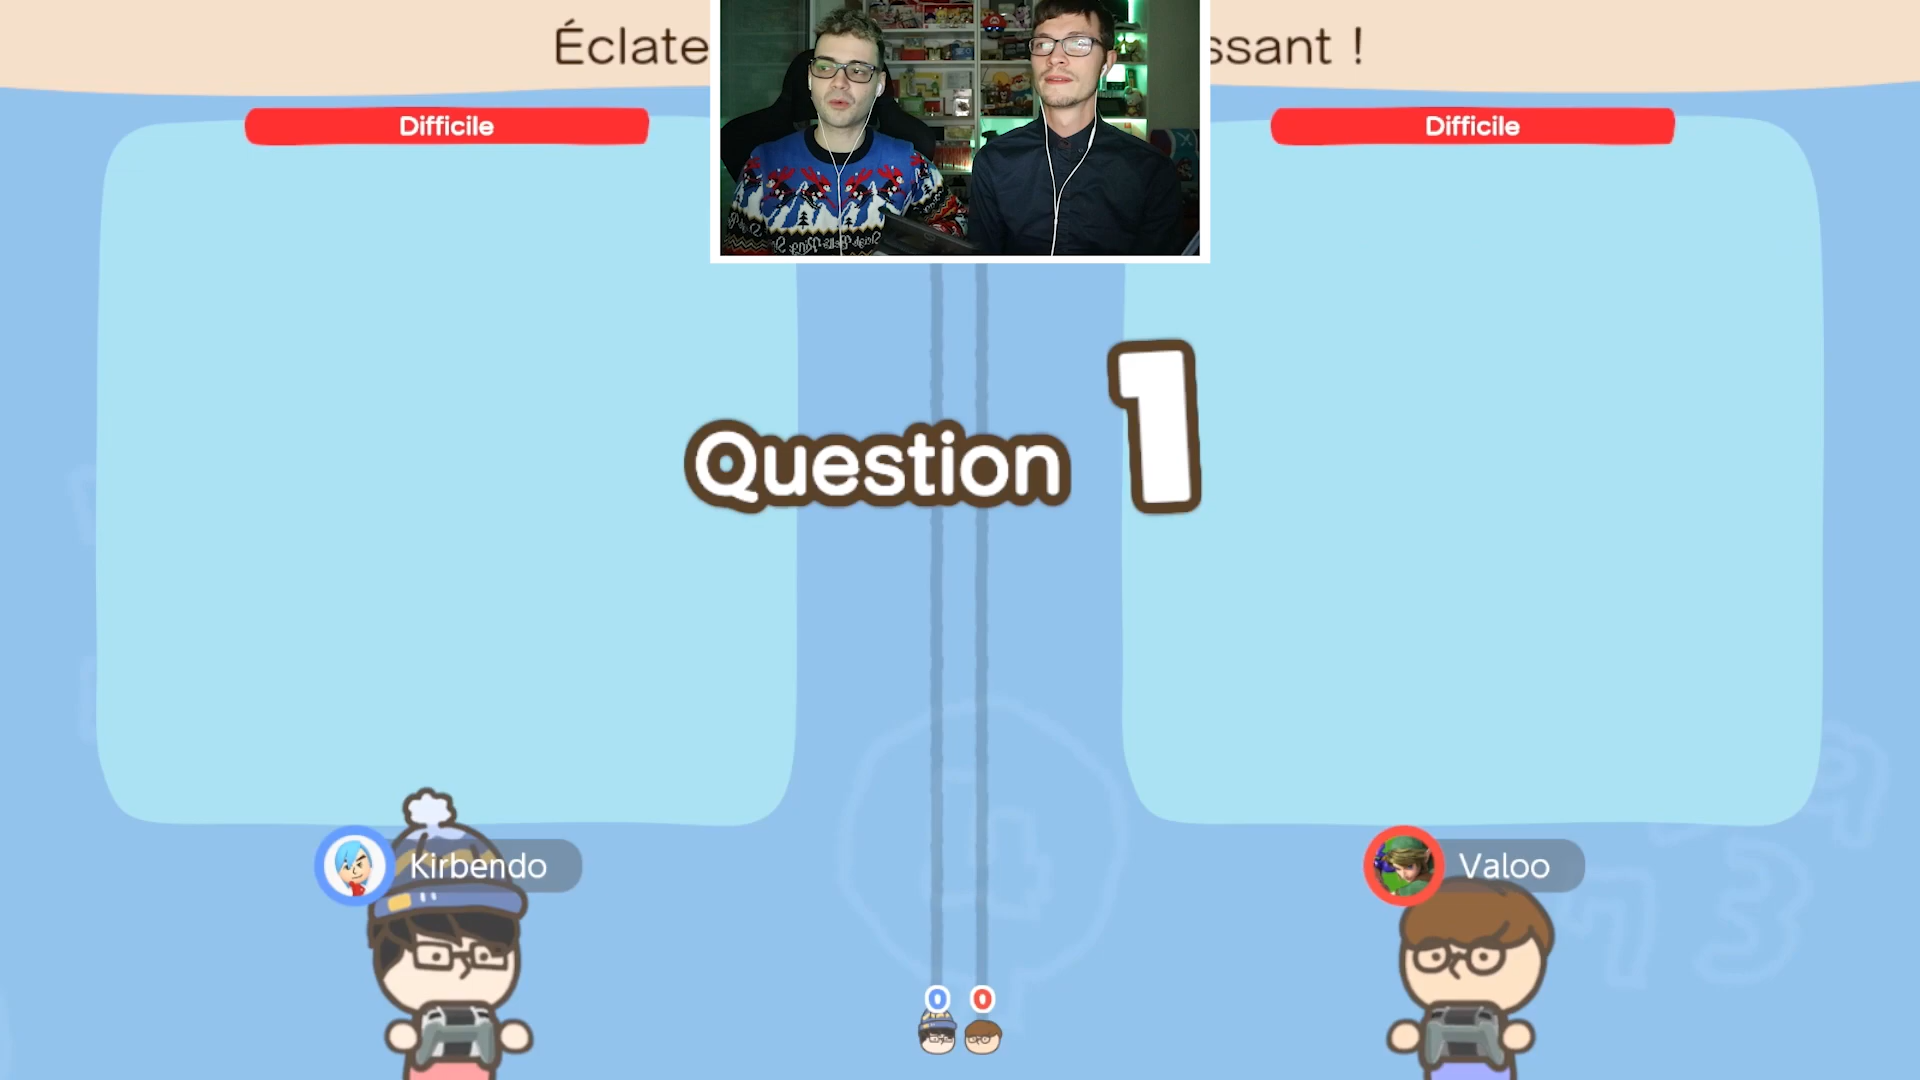 Éclate ssant !
Difficile
Difficile
Question 1
Kirbendo
Valoo
0 0